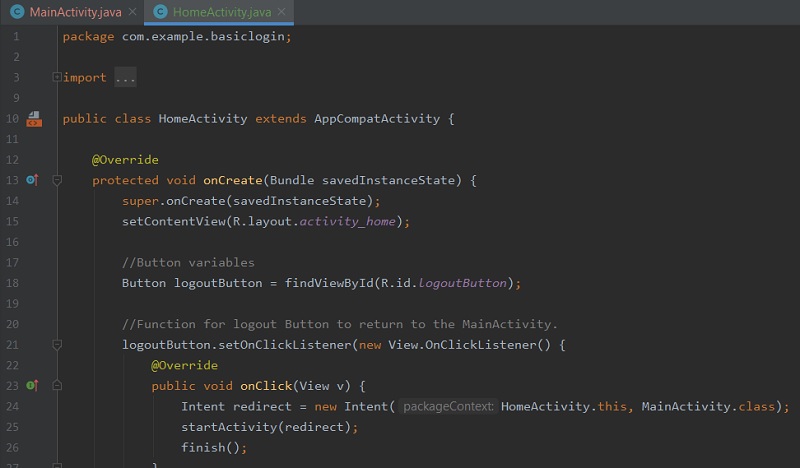 MainActivity.java HomeActivity.java
1 package com.example.basiclogin;
2
3 import ...
9
10 public class HomeActivity extends AppCompatActivity {
11
12 @Override
13 protected void onCreate(Bundle savedInstanceState) {
14 super.onCreate(savedInstanceState);
15 setContentView(R.layout.activity_home);
16
17 //Button variables
18 Button logoutButton = findViewById(R.id.logoutButton);
19
20 //Function for logout Button to return to the MainActivity.
21 logoutButton.setOnClickListener(new View.OnClickListener() {
22 @Override
23 public void onClick(View v) {
24 Intent redirect = new Intent( packageContext: HomeActivity.this, MainActivity.class);
25 startActivity(redirect);
26 finish();
27 }